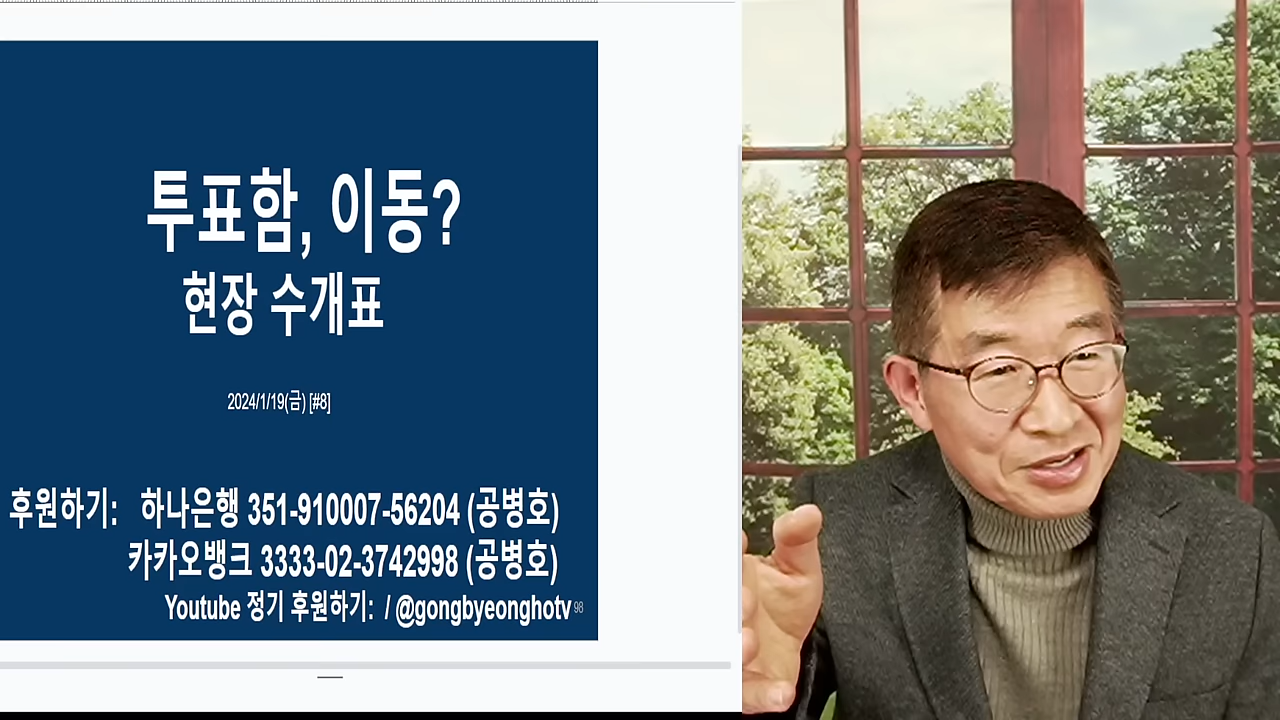 투표함, 이동?
현장 수개표
2024/1/19(금) [#8]
후원하기: 하나은행 351-910007-56204 (공병호)
카카오뱅크 3333-02-3742998 (공병호)
Youtube 정기 후원하기: / @gongbyeonghotv
98